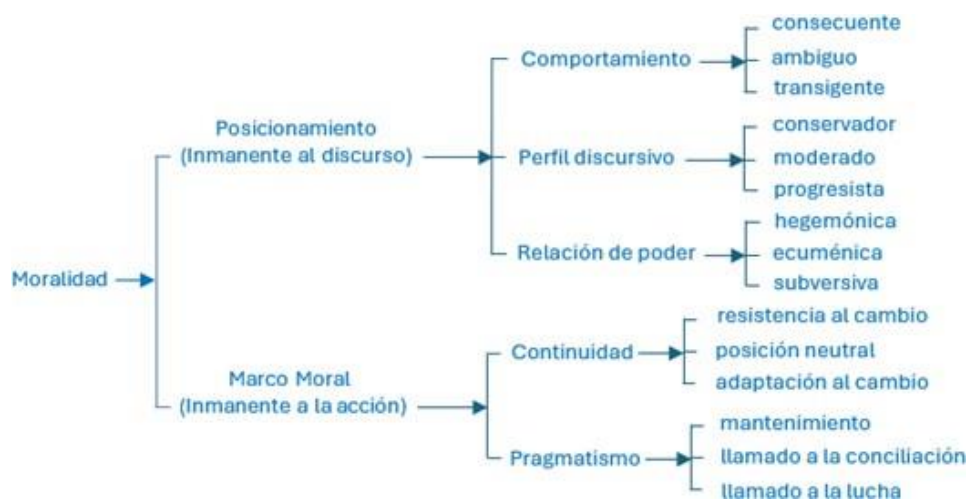 Moralidad
Posicionamiento
(Inmanente al discurso)
Comportamiento
consecuente
ambiguo
transigente
Perfil discursivo
conservador
moderado
progresista
Relación de poder
hegemónica
ecuménica
subversiva
Marco Moral
(Inmanente a la acción)
Continuidad
resistencia al cambio
posición neutral
adaptación al cambio
Pragmatismo
mantenimiento
llamado a la conciliación
llamado a la lucha